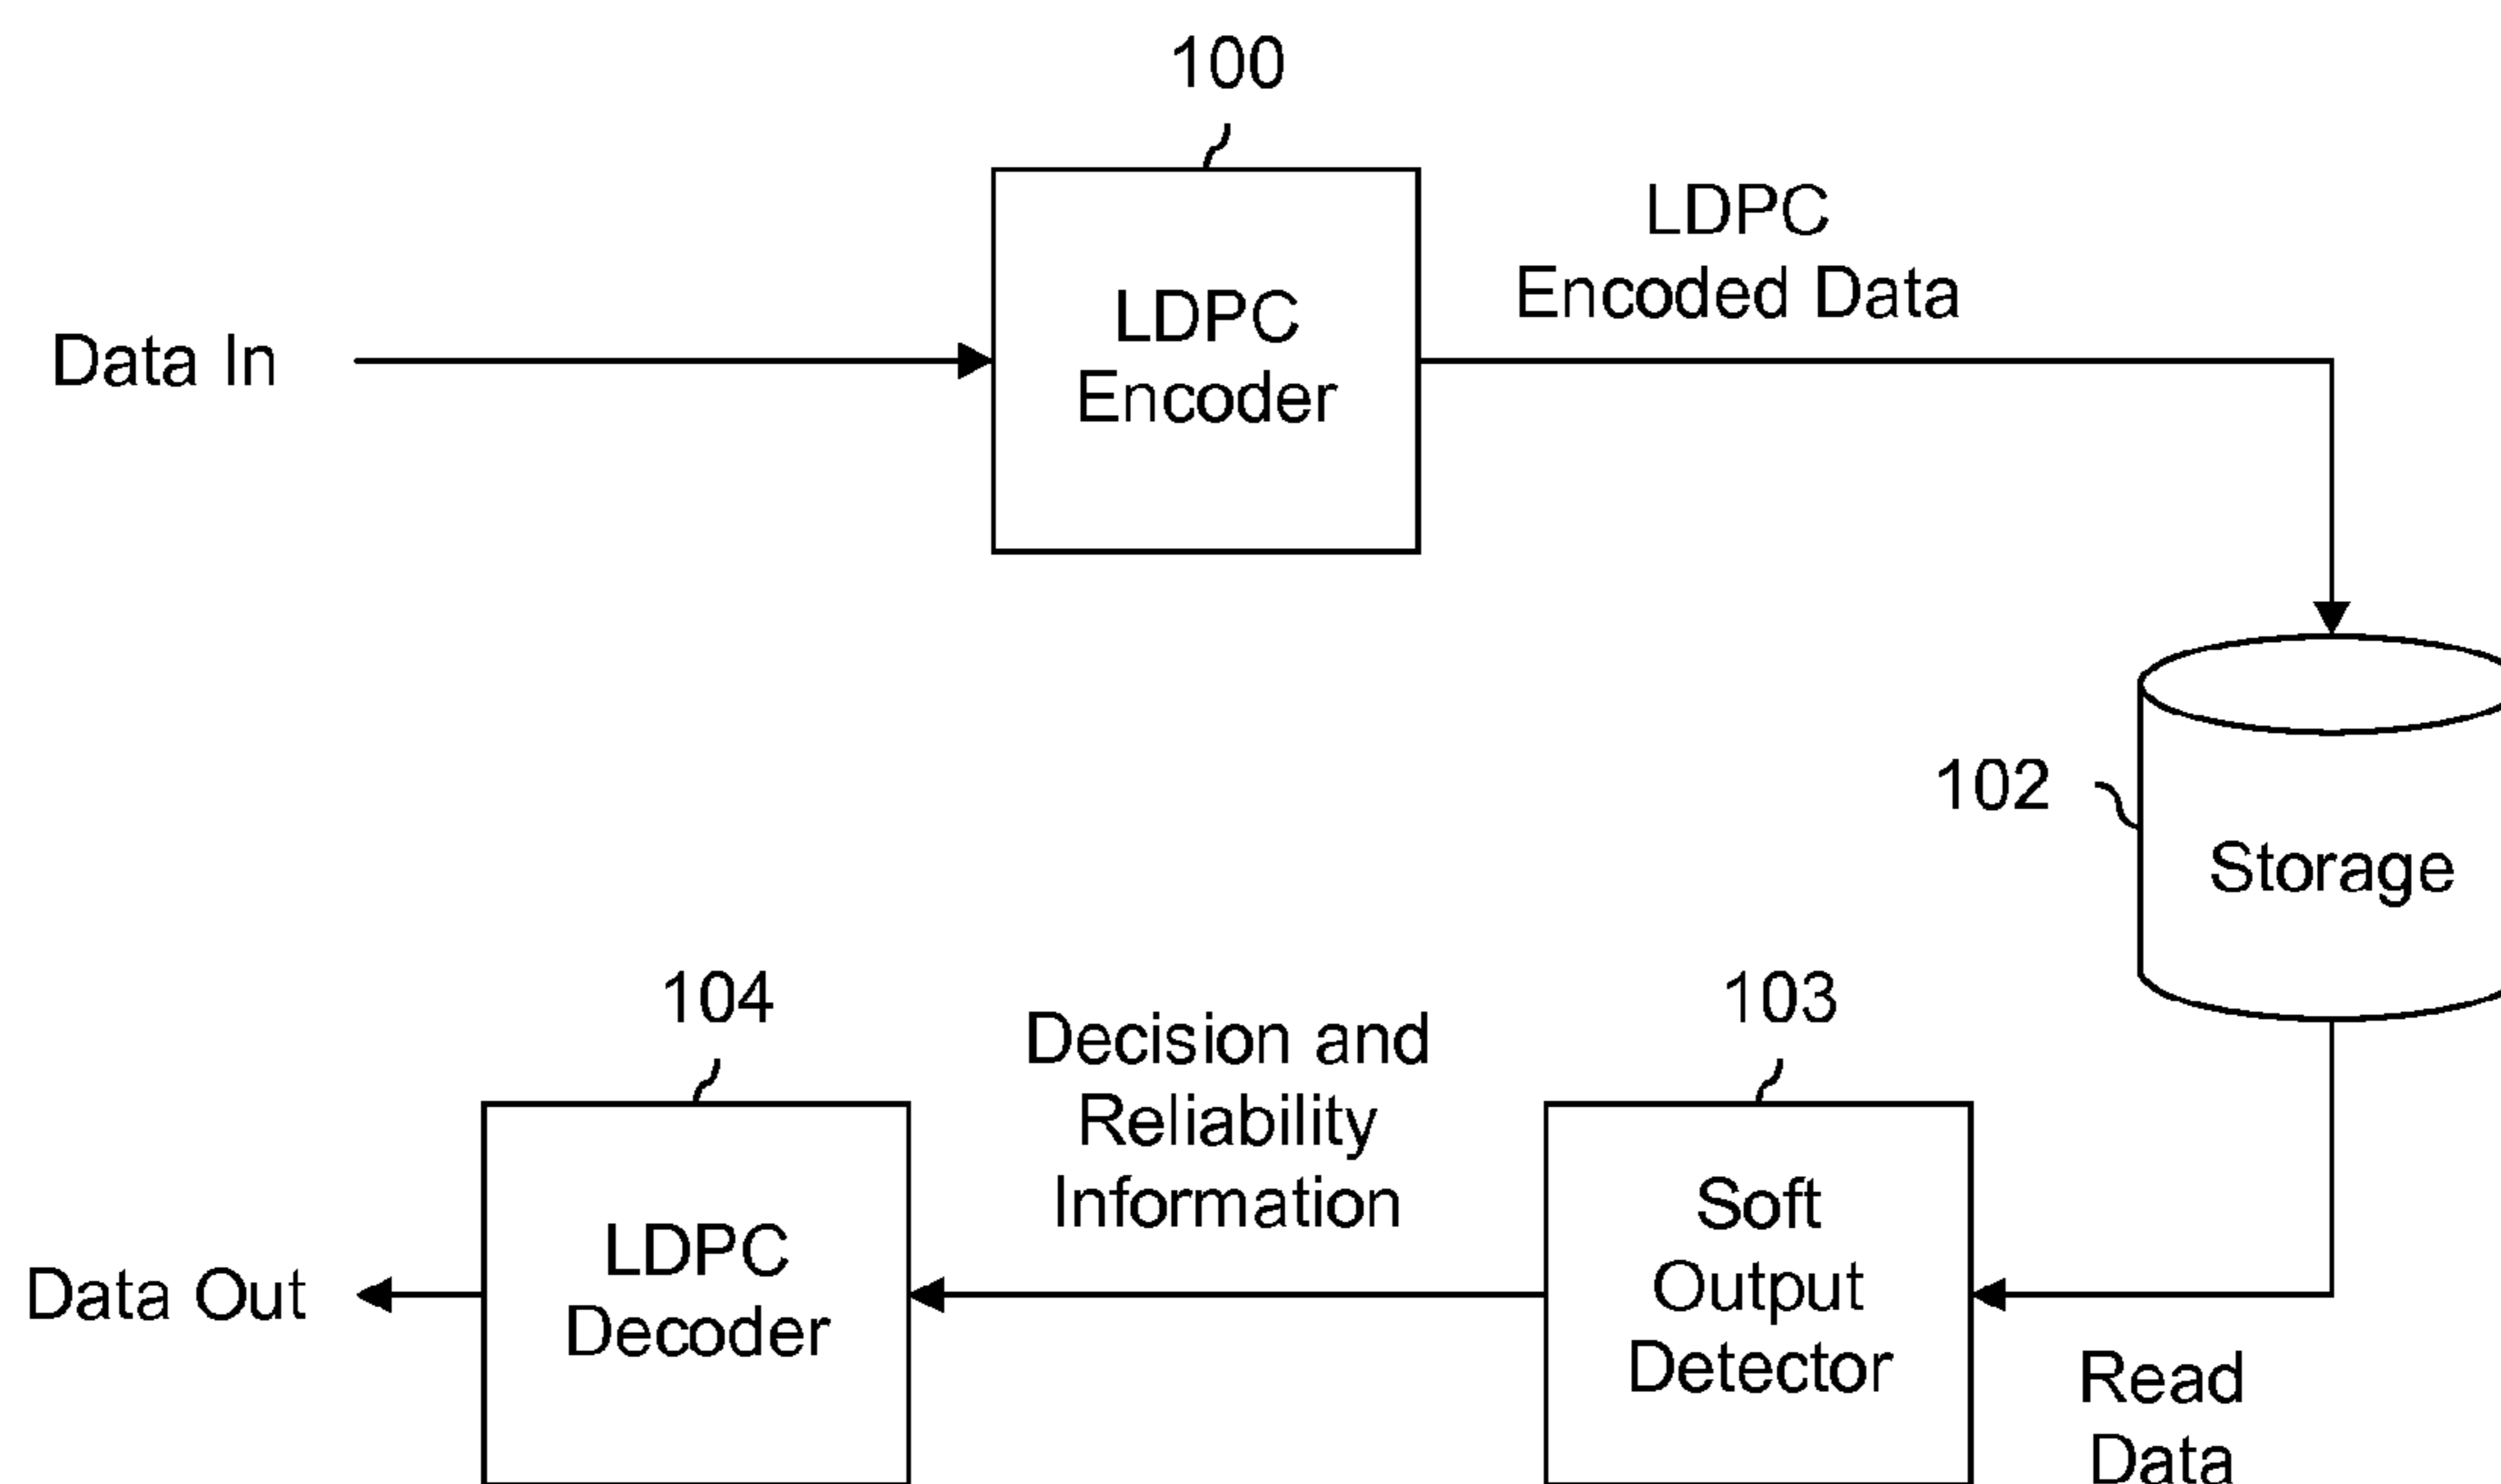 100
LDPC
Encoded Data
LDPC
Encoder
Data In
102
Storage
104
103
Decision and
Reliability
Information
Soft
Output
Detector
LDPC
Decoder
Data Out
Read
Data